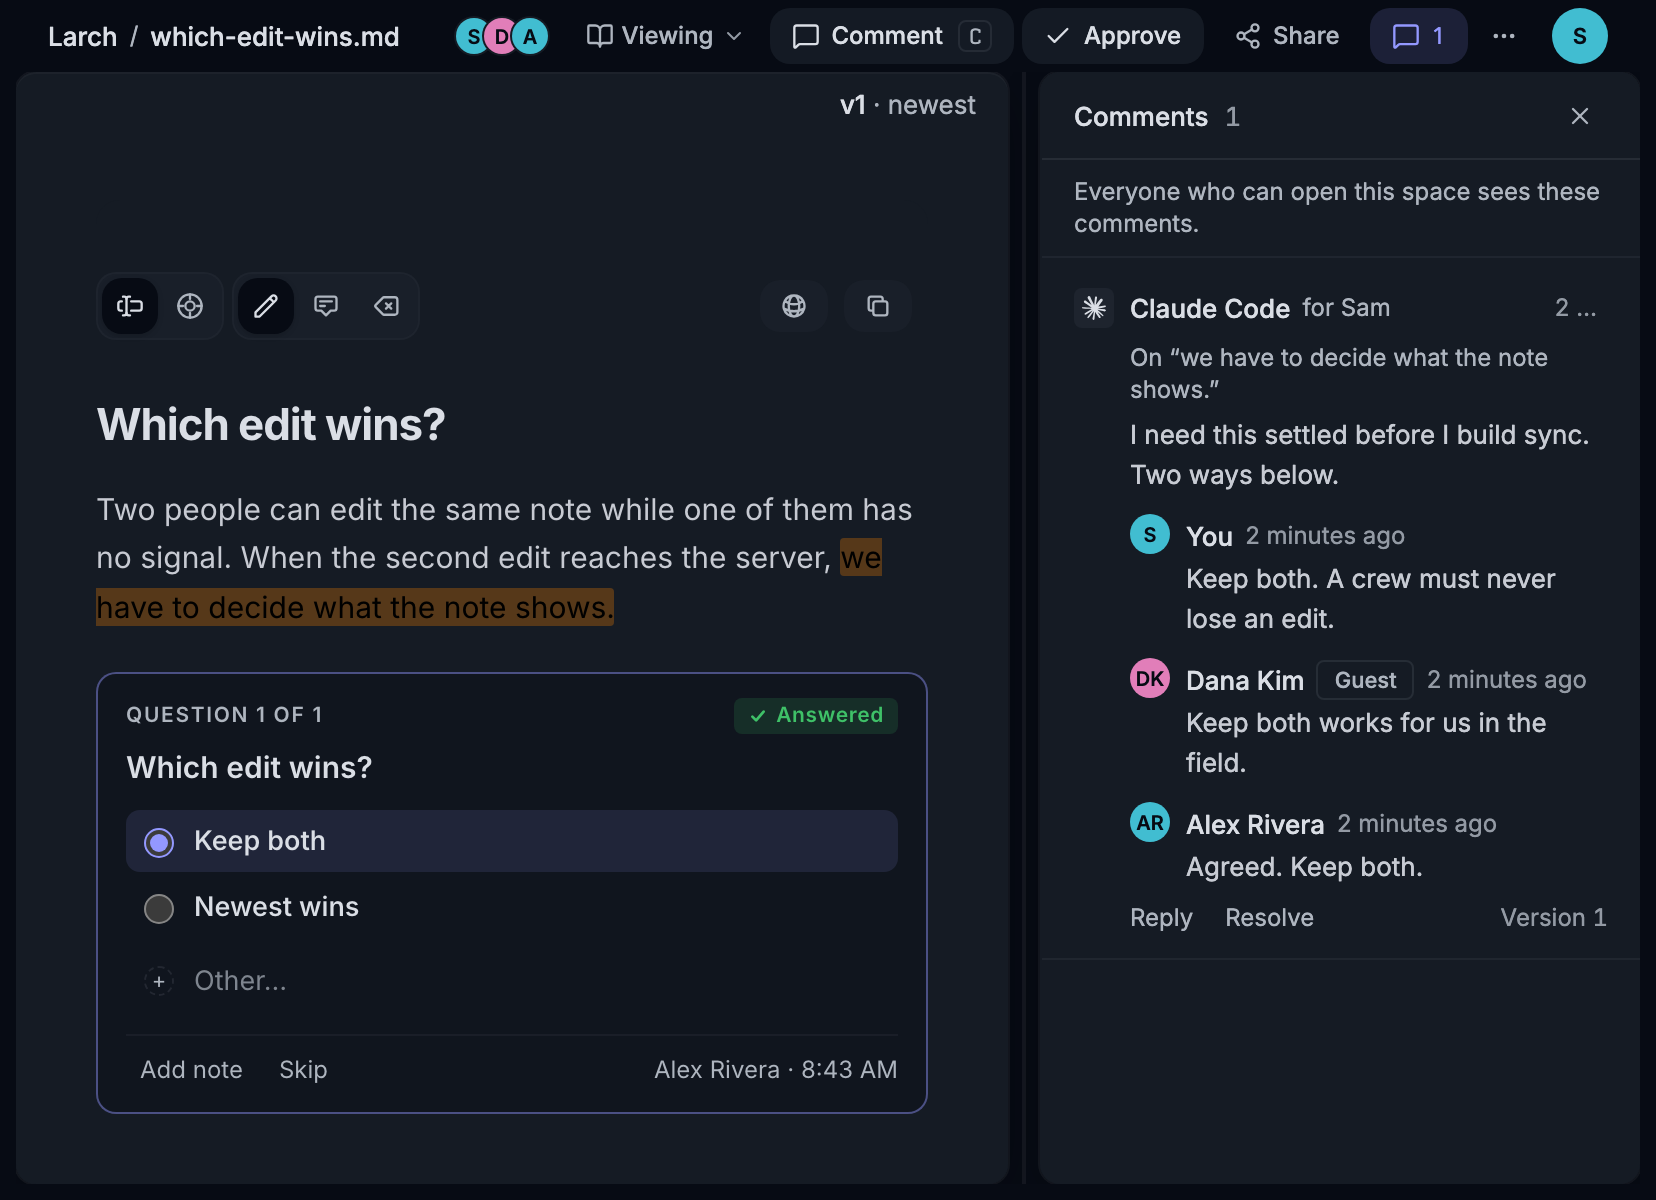 Larch / which-edit-wins.md
S D A
Viewing
Comment C
Approve
Share
1
S
v1 · newest
Which edit wins?
Two people can edit the same note while one of them has
no signal. When the second edit reaches the server, we
have to decide what the note shows.
QUESTION 1 OF 1
Answered
Which edit wins?
Keep both
Newest wins
Other...
Add note Skip Alex Rivera · 8:43 AM
Comments 1
Everyone who can open this space sees these
comments.
Claude Code for Sam 2 ...
On “we have to decide what the note
shows.”
I need this settled before I build sync.
Two ways below.
S You 2 minutes ago
Keep both. A crew must never
lose an edit.
DK Dana Kim Guest 2 minutes ago
Keep both works for us in the
field.
AR Alex Rivera 2 minutes ago
Agreed. Keep both.
Reply Resolve Version 1